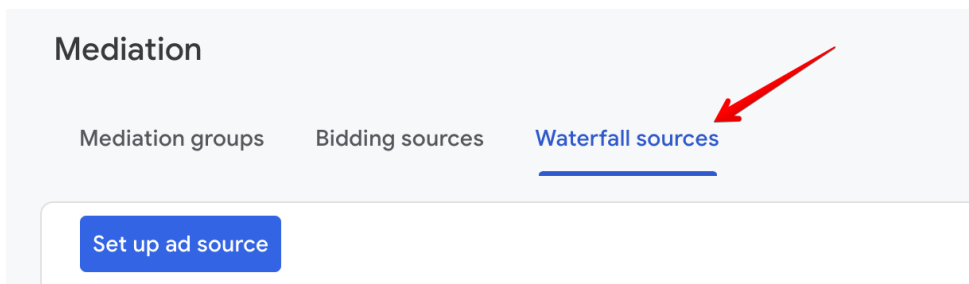 Mediation
Mediation groups Bidding sources Waterfall sources
Set up ad source